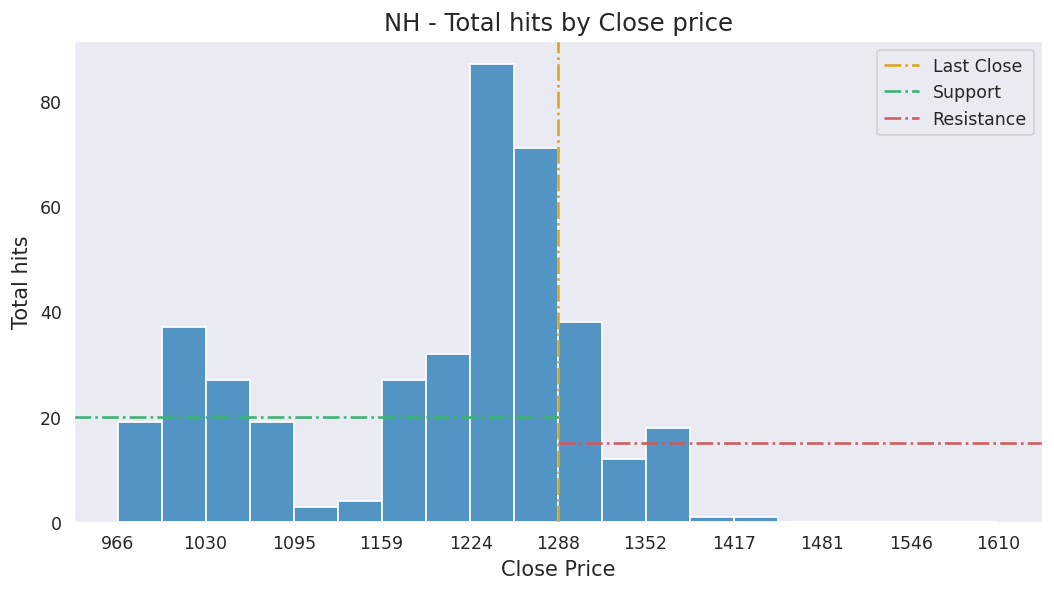 NH - Total hits by Close price
Last Close
Support
Resistance
Total hits
80
60
40
20
0
966 1030 1095 1159 1224 1288 1352 1417 1481 1546 1610
Close Price